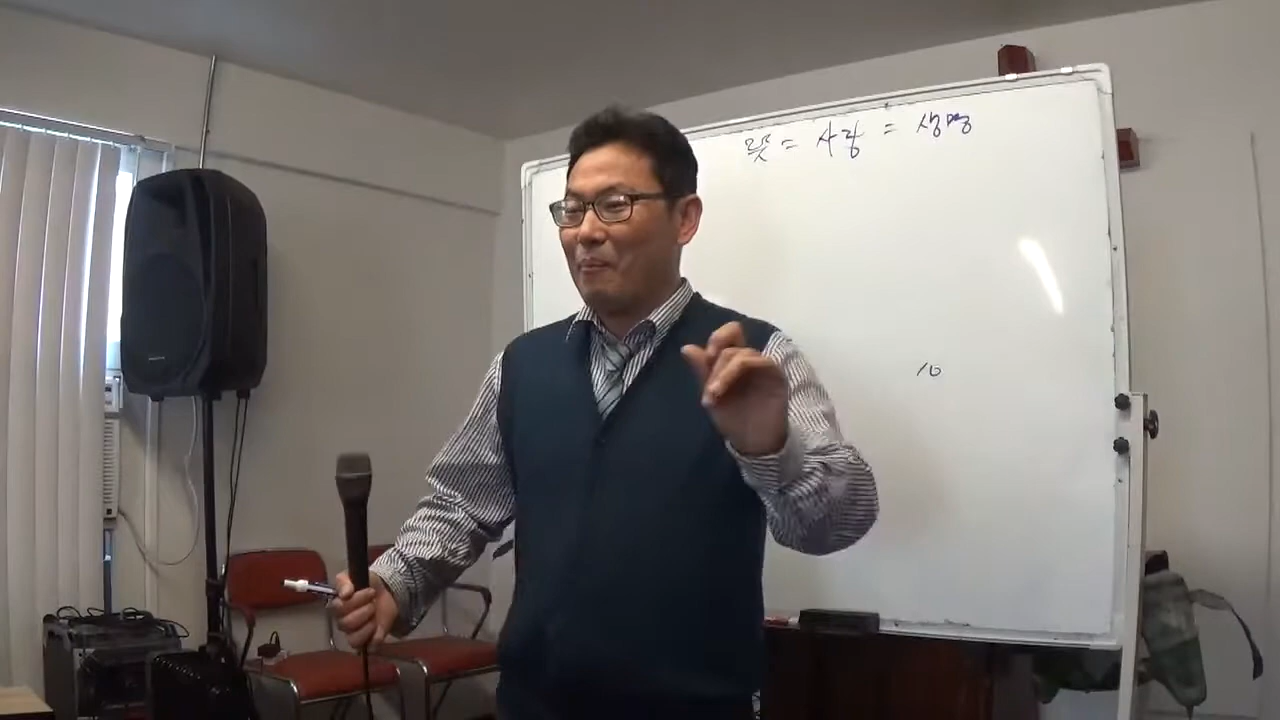 뜻 = 사랑 = 생명
10